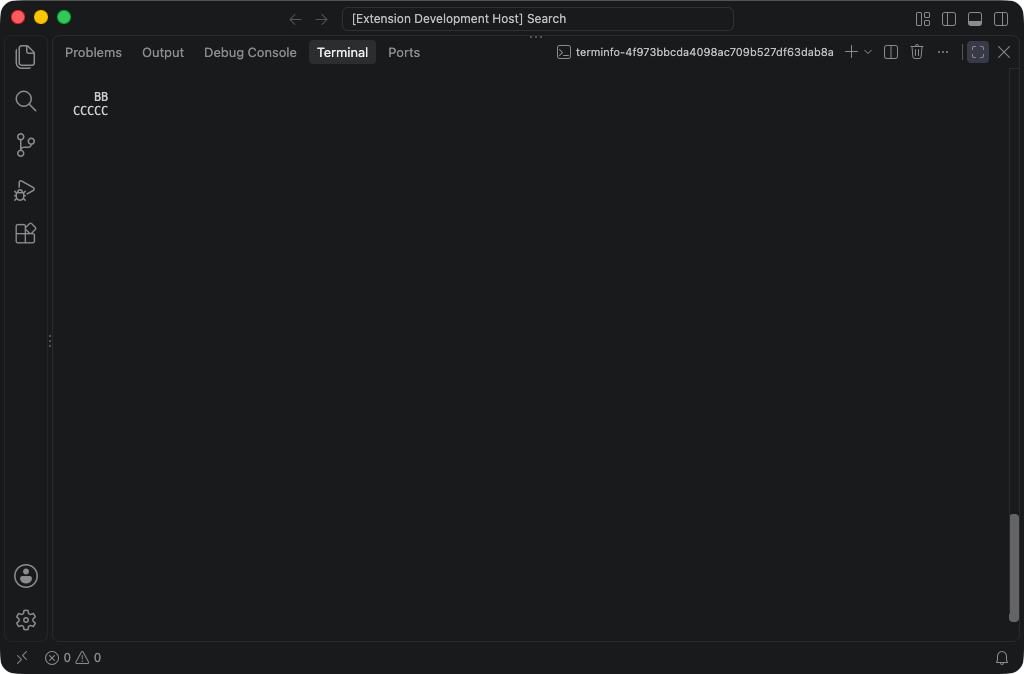 [Extension Development Host] Search
Problems Output Debug Console Terminal Ports terminfo-4f973bbcda4098ac709b527df63dab8a
   BB
CCCCC
0 0